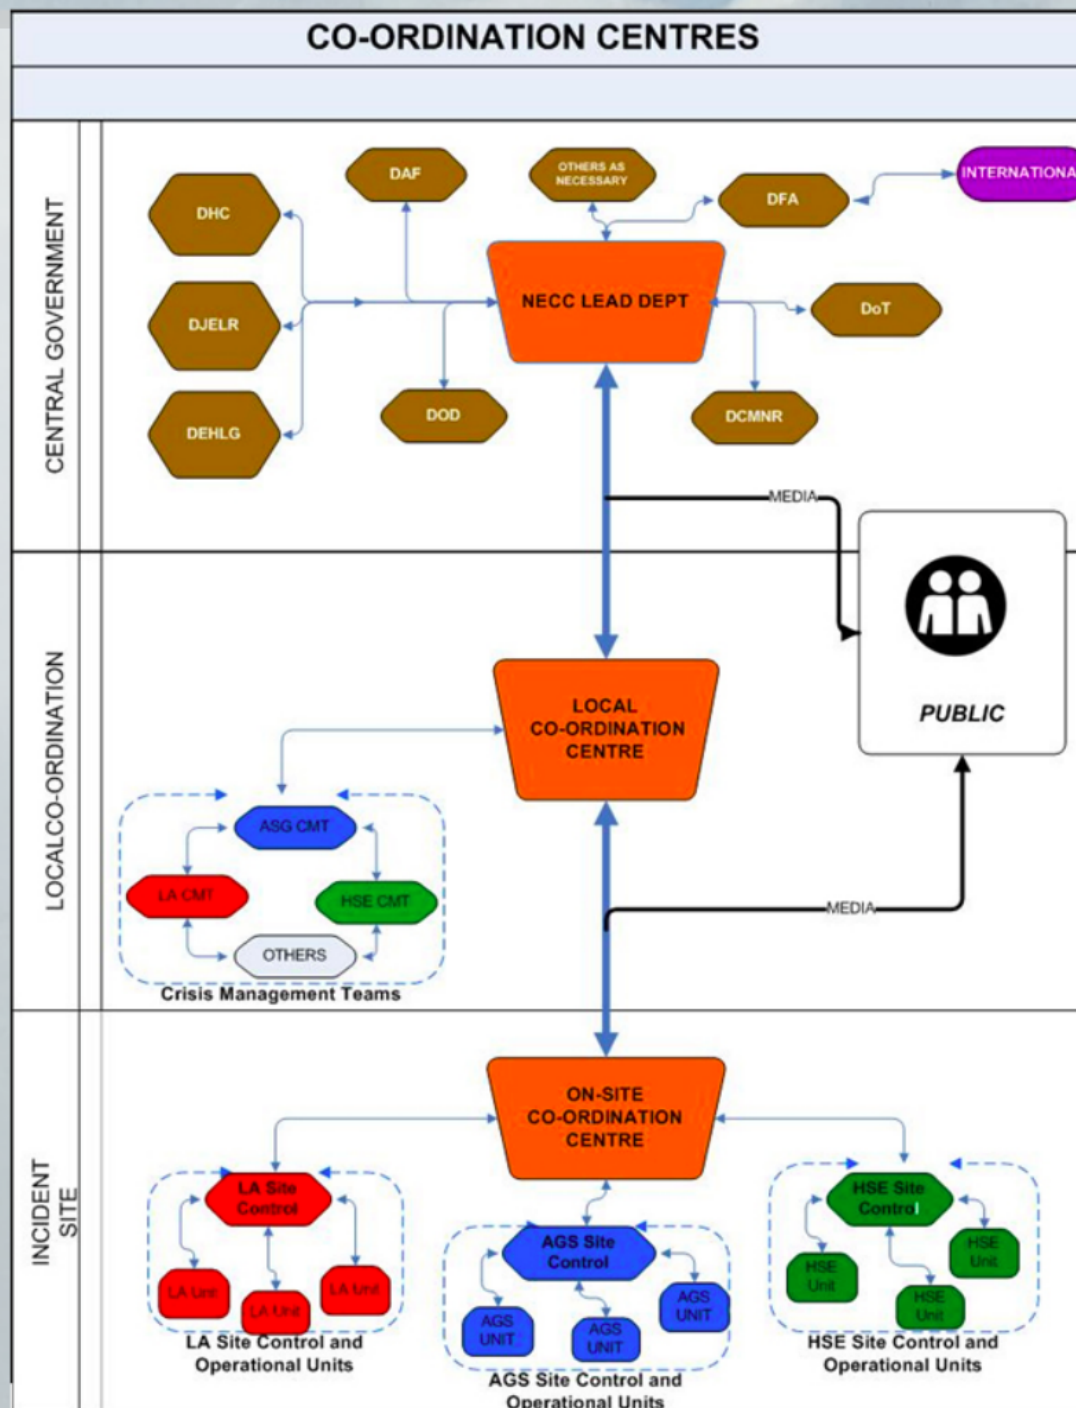 CO-ORDINATION CENTRES
CENTRAL GOVERNMENT
DHC
DAF
OTHERS AS
NECESSARY
DFA
INTERNATIONA
DJELR
NECC LEAD DEPT
DoT
DEHLG
DOD
DCMNR
MEDIA
PUBLIC
LOCALCO-ORDINATION
LOCAL
CO-ORDINATION
CENTRE
ASG CMT
LA CMT
HSE CMT
OTHERS
Crisis Management Teams
MEDIA
INCIDENT
SITE
ON-SITE
CO-ORDINATION
CENTRE
LA Site
Control
LA Unit
LA Unit
LA Unit
LA Site Control and
Operational Units
AGS Site
Control
AGS
UNIT
AGS
UNIT
AGS
UNIT
AGS Site Control and
Operational Units
HSE Site
Control
HSE
Unit
HSE
Unit
HSE
Unit
HSE Site Control and
Operational Units